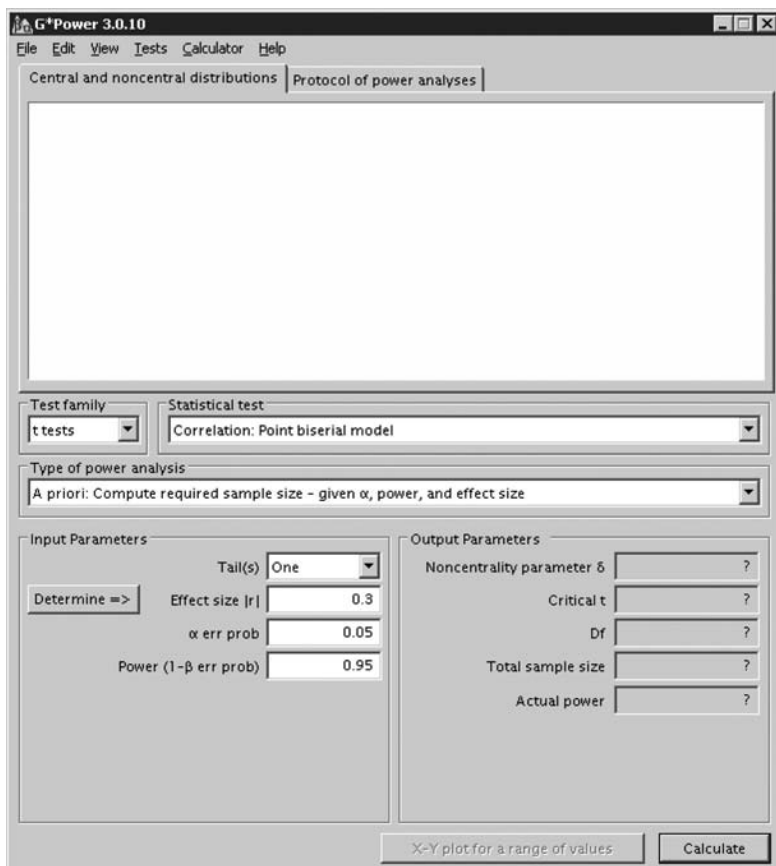 G*Power 3.0.10
File Edit View Tests Calculator Help
Central and noncentral distributions Protocol of power analyses
Test family
Statistical test
t tests
Correlation: Point biserial model
Type of power analysis
A priori: Compute required sample size - given α, power, and effect size
Input Parameters
Tail(s) One
Determine => Effect size |r| 0.3
α err prob 0.05
Power (1-β err prob) 0.95
Output Parameters
Noncentrality parameter δ ?
Critical t ?
Df ?
Total sample size ?
Actual power ?
X-Y plot for a range of values Calculate